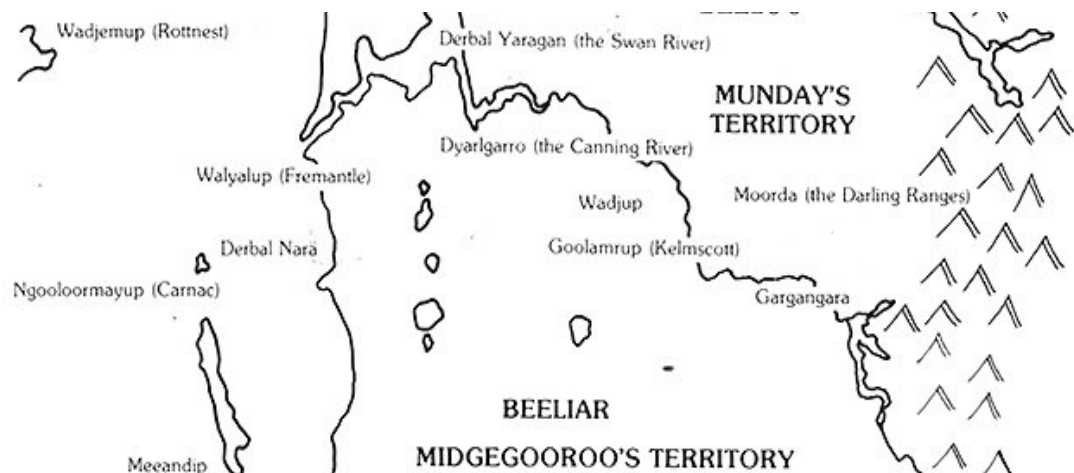 Wadjemup (Rottnest)
Derbal Yaragan (the Swan River)
MUNDAY'S
TERRITORY
Dyarlgarro (the Canning River)
Walyalup (Fremantle)
Moorda (the Darling Ranges)
Wadjup
Derbal Nara
Goolamrup (Kelmscott)
Ngooloormayup (Carnac)
Gargangara
BEELIAR
MIDGEGOOROO'S TERRITORY
Meeandip